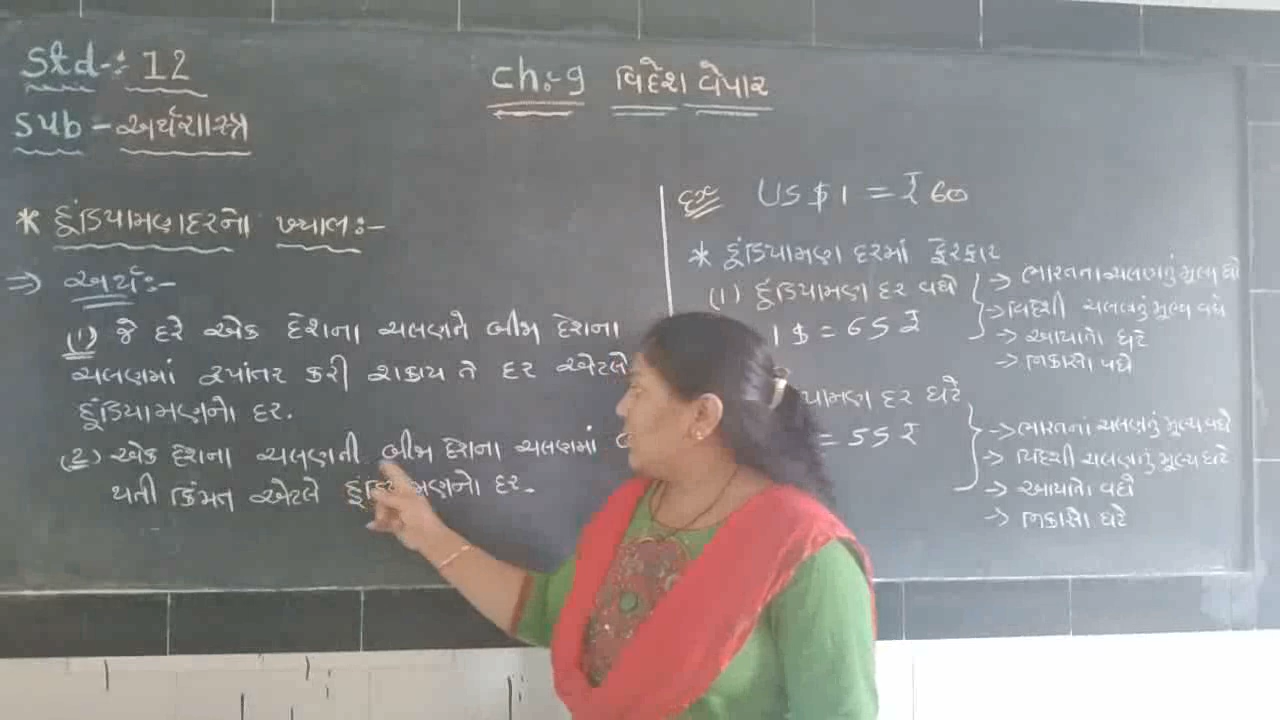 Std-: 12
Sub - અર્થશાસ્ત્ર
Ch:-9 વિદેશ વેપાર
* હૂંડિયામણદરનો ખ્યાલ:-
⇒ અર્થ:-
(1) જે દરે એક દેશના ચલણને બીજા દેશના
ચલણમાં રૂપાંતર કરી શકાય તે દર એટલે
હૂંડિયામણનો દર.
(2) એક દેશના ચલણની બીજા દેશના ચલણમાં
થતી કિંમત એટલે હૂંડિયામણનો દર.
US $ 1 = ₹ 60
* હૂંડિયામણ દરમાં ફેરફાર
(1) હૂંડિયામણ દર વધે
1 $ = 65 ₹
→ ભારતના ચલણનું મૂલ્ય ઘટે
→ વિદેશી ચલણનું મૂલ્ય વધે
→ આયાતો ઘટે
→ નિકાસો વધે
યામણ દર ઘટે
= 55 ₹
→ ભારતનાં ચલણનું મૂલ્ય વધે
→ વિદેશી ચલણનું મૂલ્ય ઘટે
→ આયાતો વધે
→ નિકાસો ઘટે